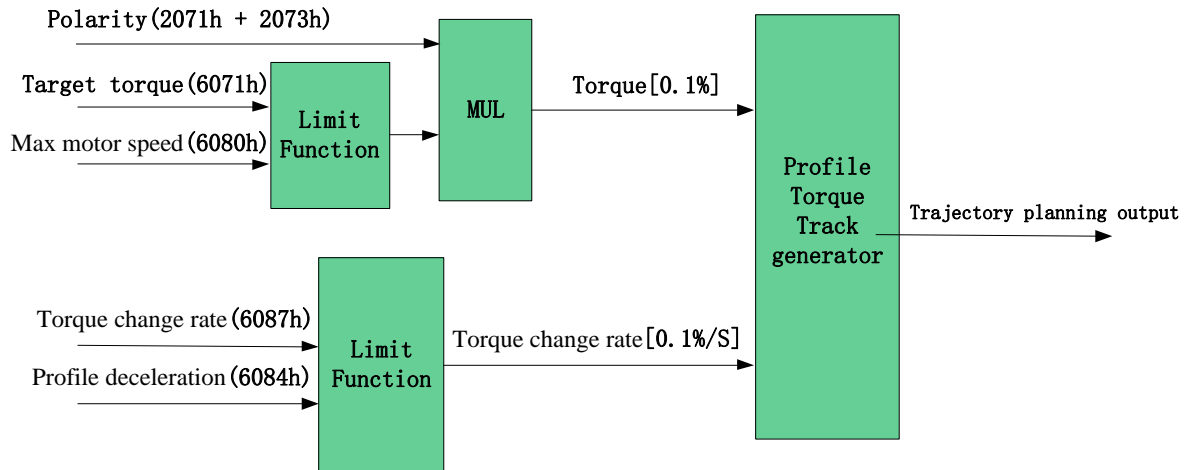 Polarity(2071h + 2073h)
Target torque(6071h)
Max motor speed(6080h)
Limit
Function
MUL
Torque[0.1%]
Profile
Torque
Track
generator
Trajectory planning output
Torque change rate(6087h)
Profile deceleration(6084h)
Limit
Function
Torque change rate[0.1%/S]